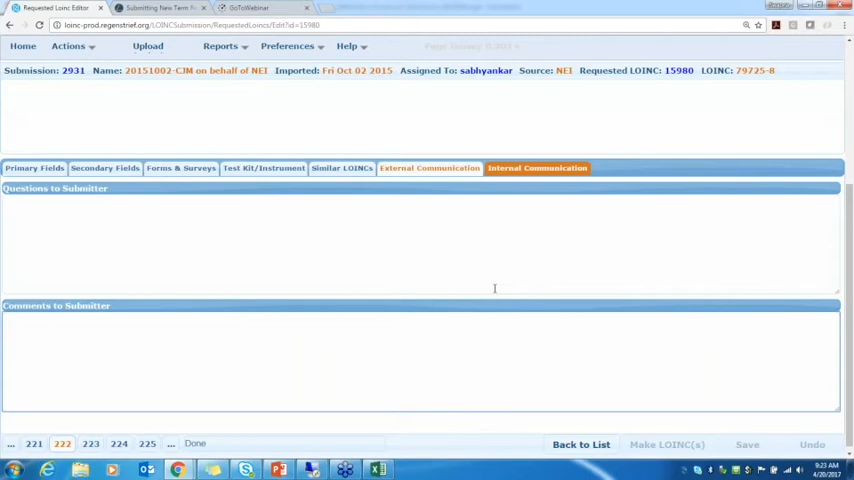 Requested Loinc Editor
Submitting New Term
GoToWebinar
loinc-prod.regenstrief.org/LOINCSubmission/RequestedLoincs/Edit?id=15980
Home Actions Upload Reports Preferences Help
Submission: 2931 Name: 20151002-CJM on behalf of NEI Imported: Fri Oct 02 2015 Assigned To: sabhyankar Source: NEI Requested LOINC: 15980 LOINC: 79725-8
Primary Fields Secondary Fields Forms & Surveys Test Kit/Instrument Similar LOINCs External Communication Internal Communication
Questions to Submitter
Comments to Submitter
... 221 222 223 224 225 ... Done Back to List Make LOINC(s) Save Undo
9:23 AM
4/20/2017